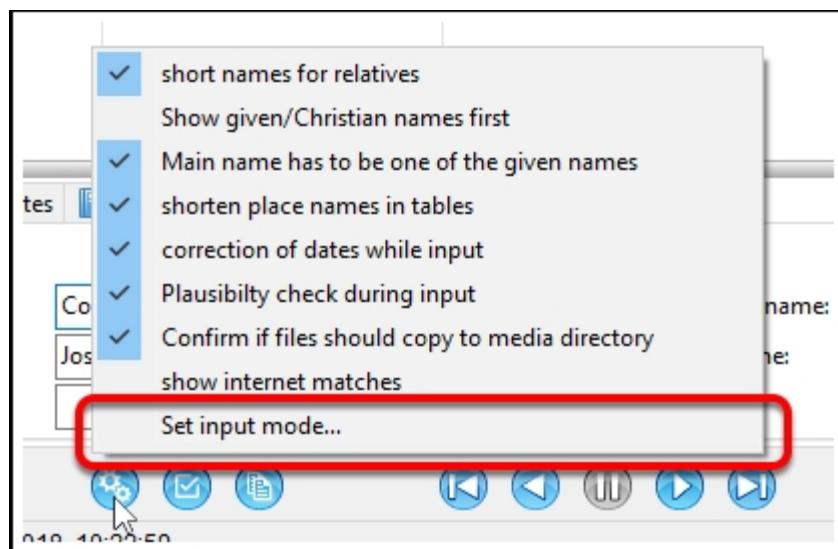 short names for relatives
Show given/Christian names first
Main name has to be one of the given names
tes
shorten place names in tables
correction of dates while input
Co
Plausibilty check during input
name:
Jos
Confirm if files should copy to media directory
ne:
show internet matches
Set input mode...